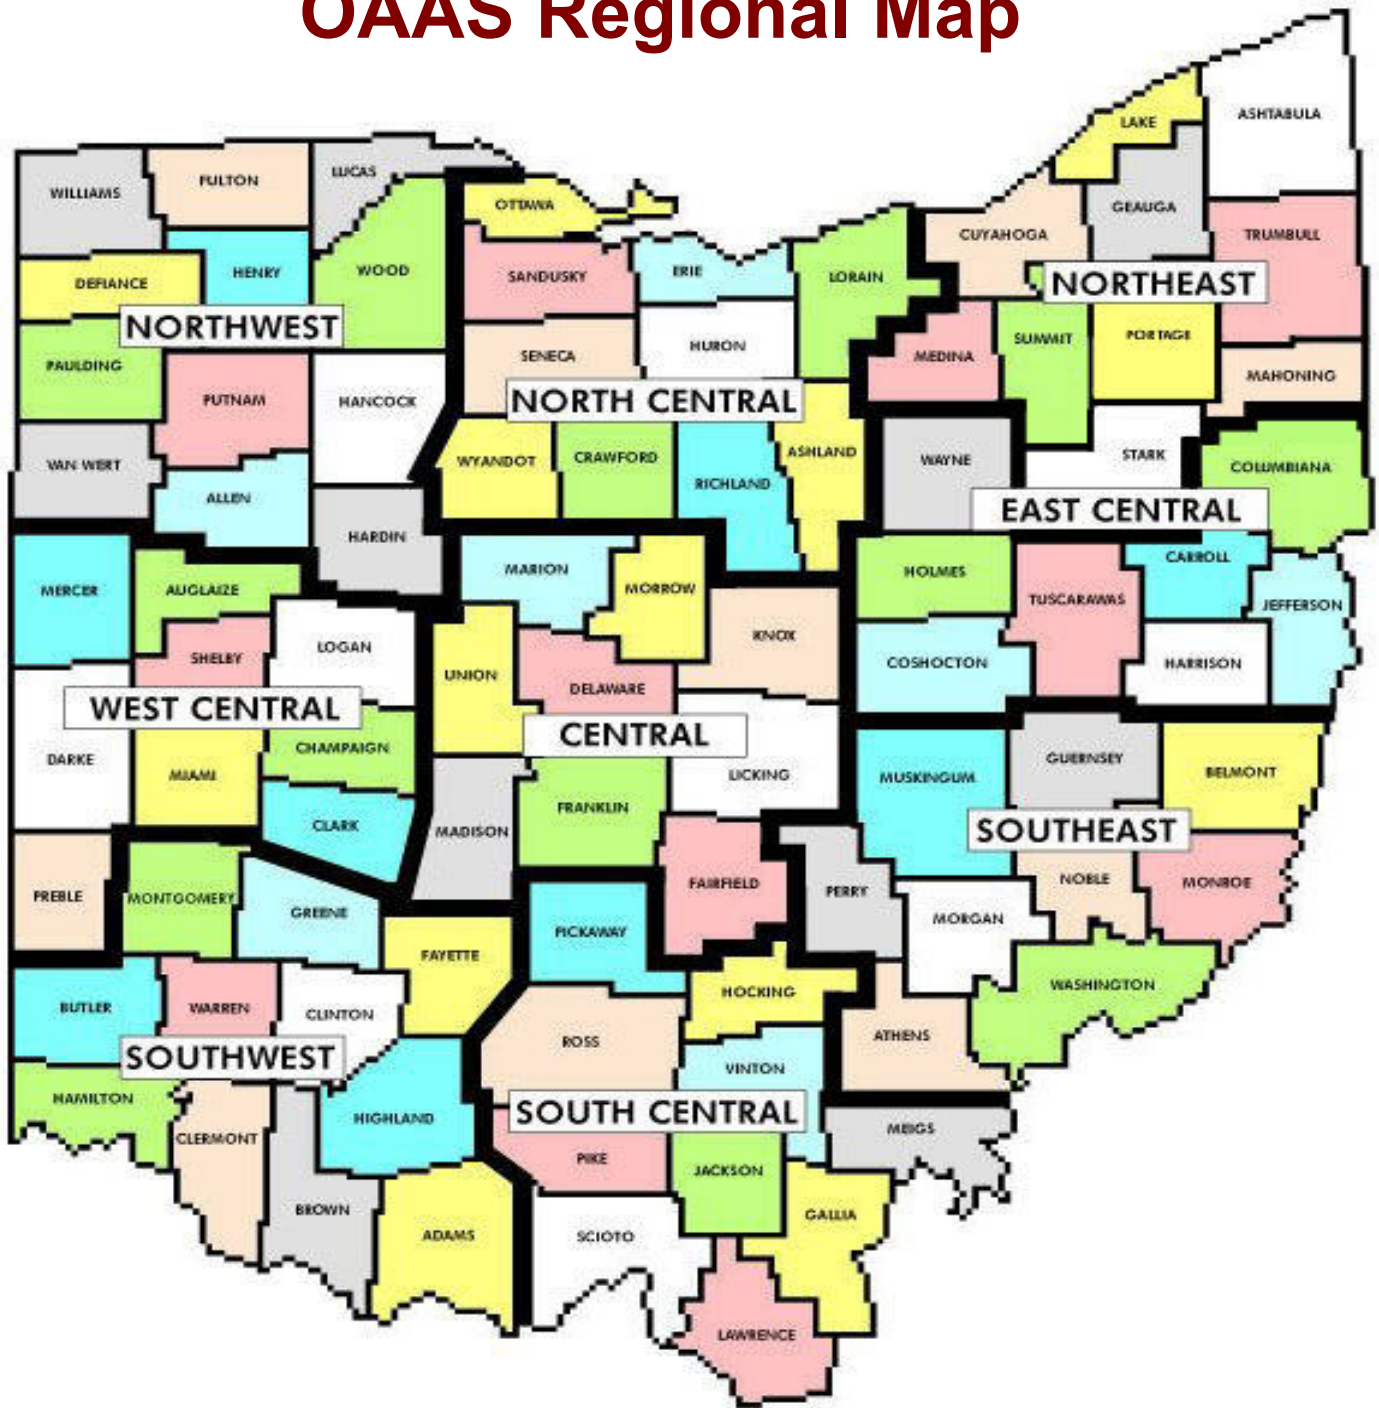 OAAS Regional Map
ASHTABULA
LAKE
LUCAS
FULTON
WILLIAMS
OTTAWA
GEAUGA
CUYAHOGA
TRUMBULL
HENRY
WOOD
DEFIANCE
SANDUSKY
ERIE
LORAIN
NORTHEAST
NORTHWEST
SUMMIT
PORTAGE
HURON
SENECA
MEDINA
PAULDING
MAHONING
PUTNAM
HANCOCK
NORTH CENTRAL
VAN WERT
WYANDOT
CRAWFORD
ASHLAND
WAYNE
STARK
COLUMBIANA
RICHLAND
ALLEN
EAST CENTRAL
HARDIN
CARROLL
MARION
HOLMES
MERCER
AUGLAIZE
MORROW
TUSCARAWAS
JEFFERSON
KNOX
LOGAN
SHELBY
COSHOCTON
HARRISON
UNION
DELAWARE
WEST CENTRAL
CENTRAL
CHAMPAIGN
DARKE
GUERNSEY
MIAMI
LICKING
MUSKINGUM
BELMONT
FRANKLIN
CLARK
MADISON
SOUTHEAST
FAIRFIELD
NOBLE
MONROE
PERRY
PREBLE
MONTGOMERY
GREENE
MORGAN
PICKAWAY
FAYETTE
WASHINGTON
HOCKING
BUTLER
WARREN
CLINTON
ATHENS
ROSS
SOUTHWEST
VINTON
HAMILTON
SOUTH CENTRAL
HIGHLAND
MEIGS
CLERMONT
PIKE
JACKSON
BROWN
GALLIA
ADAMS
SCIOTO
LAWRENCE